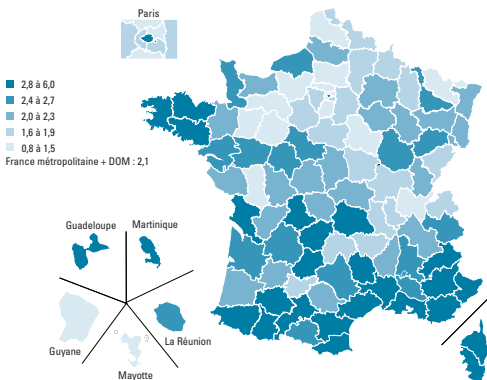 Paris
2,8 à 6,0
2,4 à 2,7
2,0 à 2,3
1,6 à 1,9
0,8 à 1,5
France métropolitaine + DOM : 2,1
Guadeloupe
Martinique
Guyane
La Réunion
Mayotte